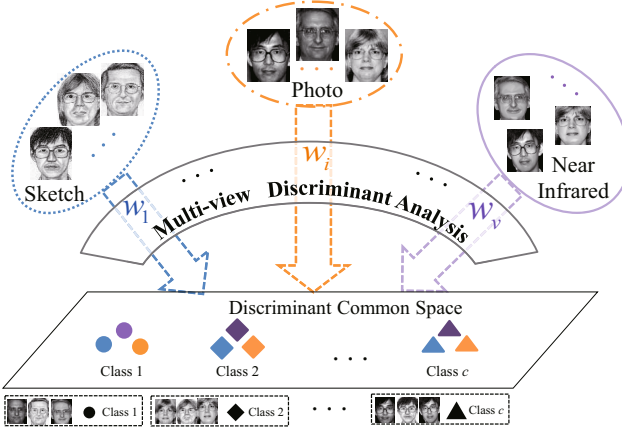 Photo
Sketch
Near
Infrared
w1
wi
wv
Multi-view Discriminant Analysis
Discriminant Common Space
Class 1
Class 2
Class c
Class 1
Class 2
Class c